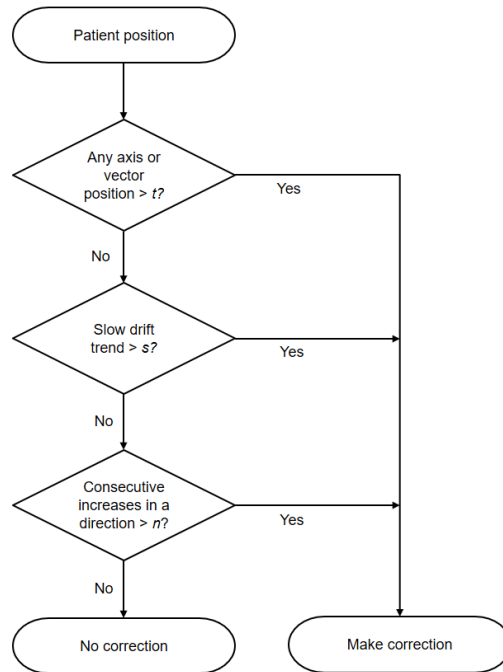 Patient position
Any axis or
vector
position > t?
Yes
No
Slow drift
trend > s?
Yes
No
Consecutive
increases in a
direction > n?
Yes
No
No correction
Make correction